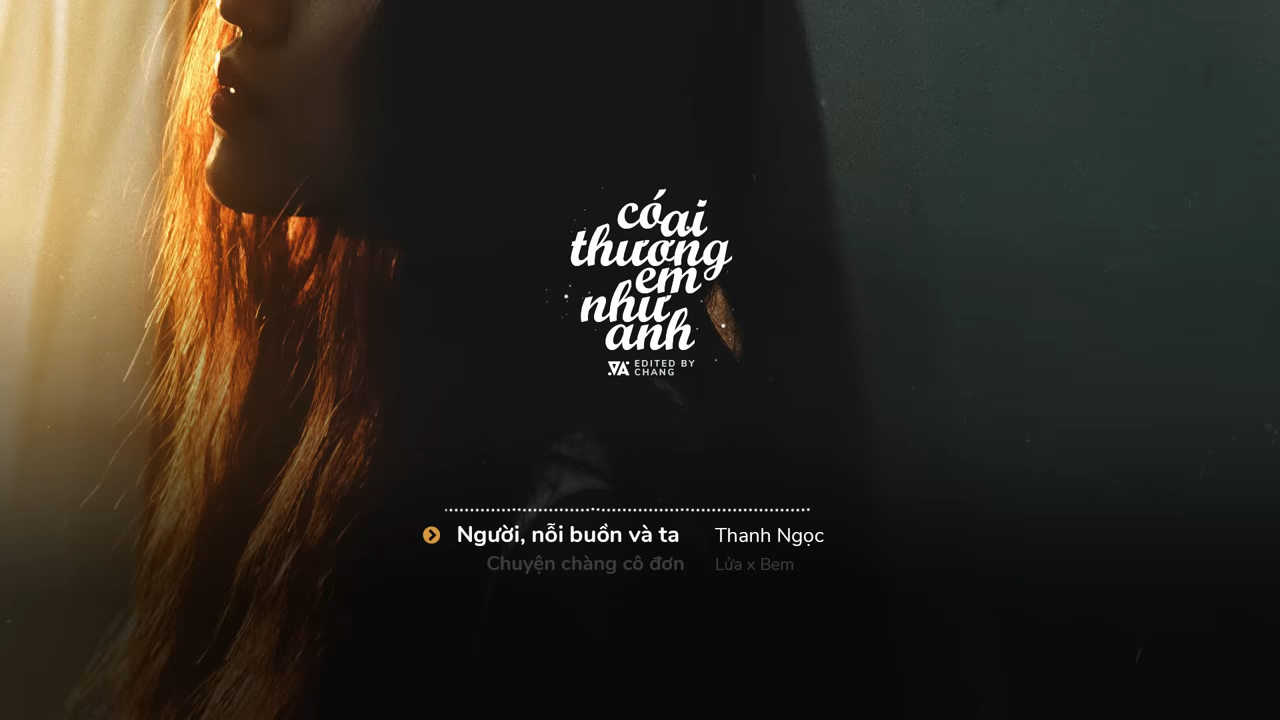 có ai
thương
em
như
anh
EDITED BY
CHANG
Người, nỗi buồn và ta Thanh Ngọc
Chuyện chàng cô đơn Lửa x Bem